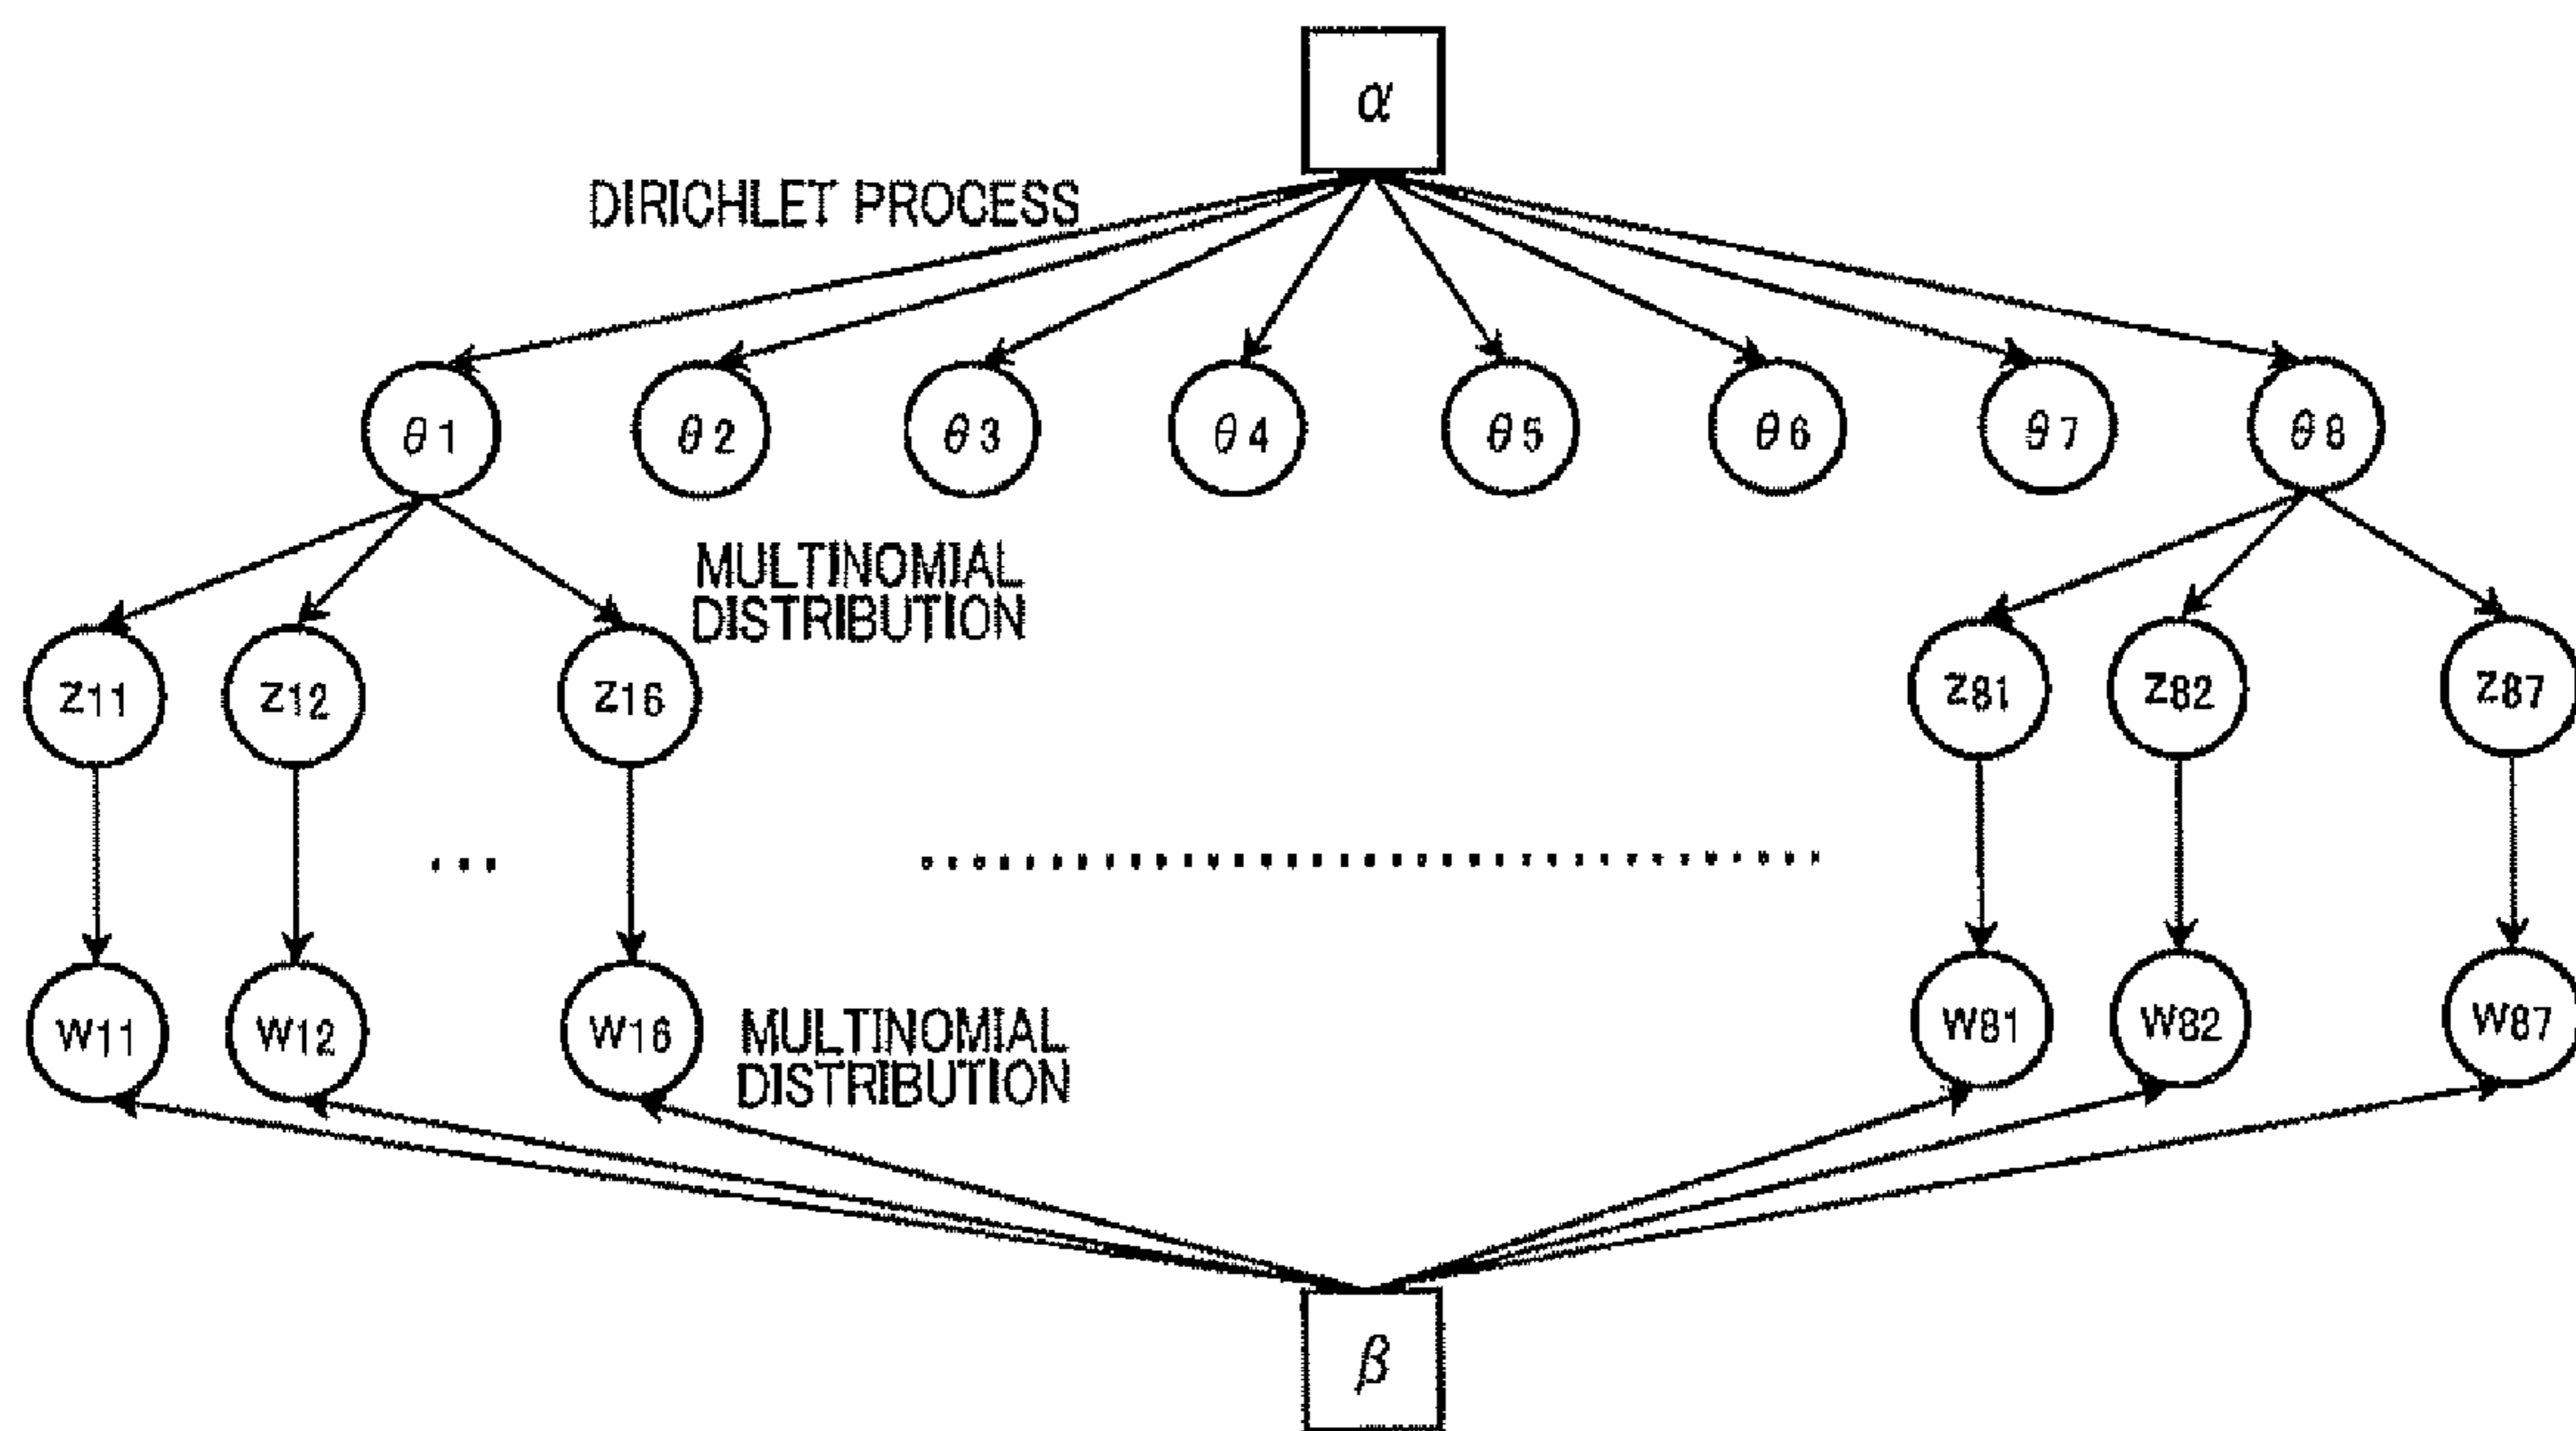 α
DIRICHLET PROCESS
θ1 θ2 θ3 θ4 θ5 θ6 θ7 θ8
MULTINOMIAL
DISTRIBUTION
z11 z12 z16 z81 z82 z87
...
..................................
w11 w12 w16 w81 w82 w87
MULTINOMIAL
DISTRIBUTION
β